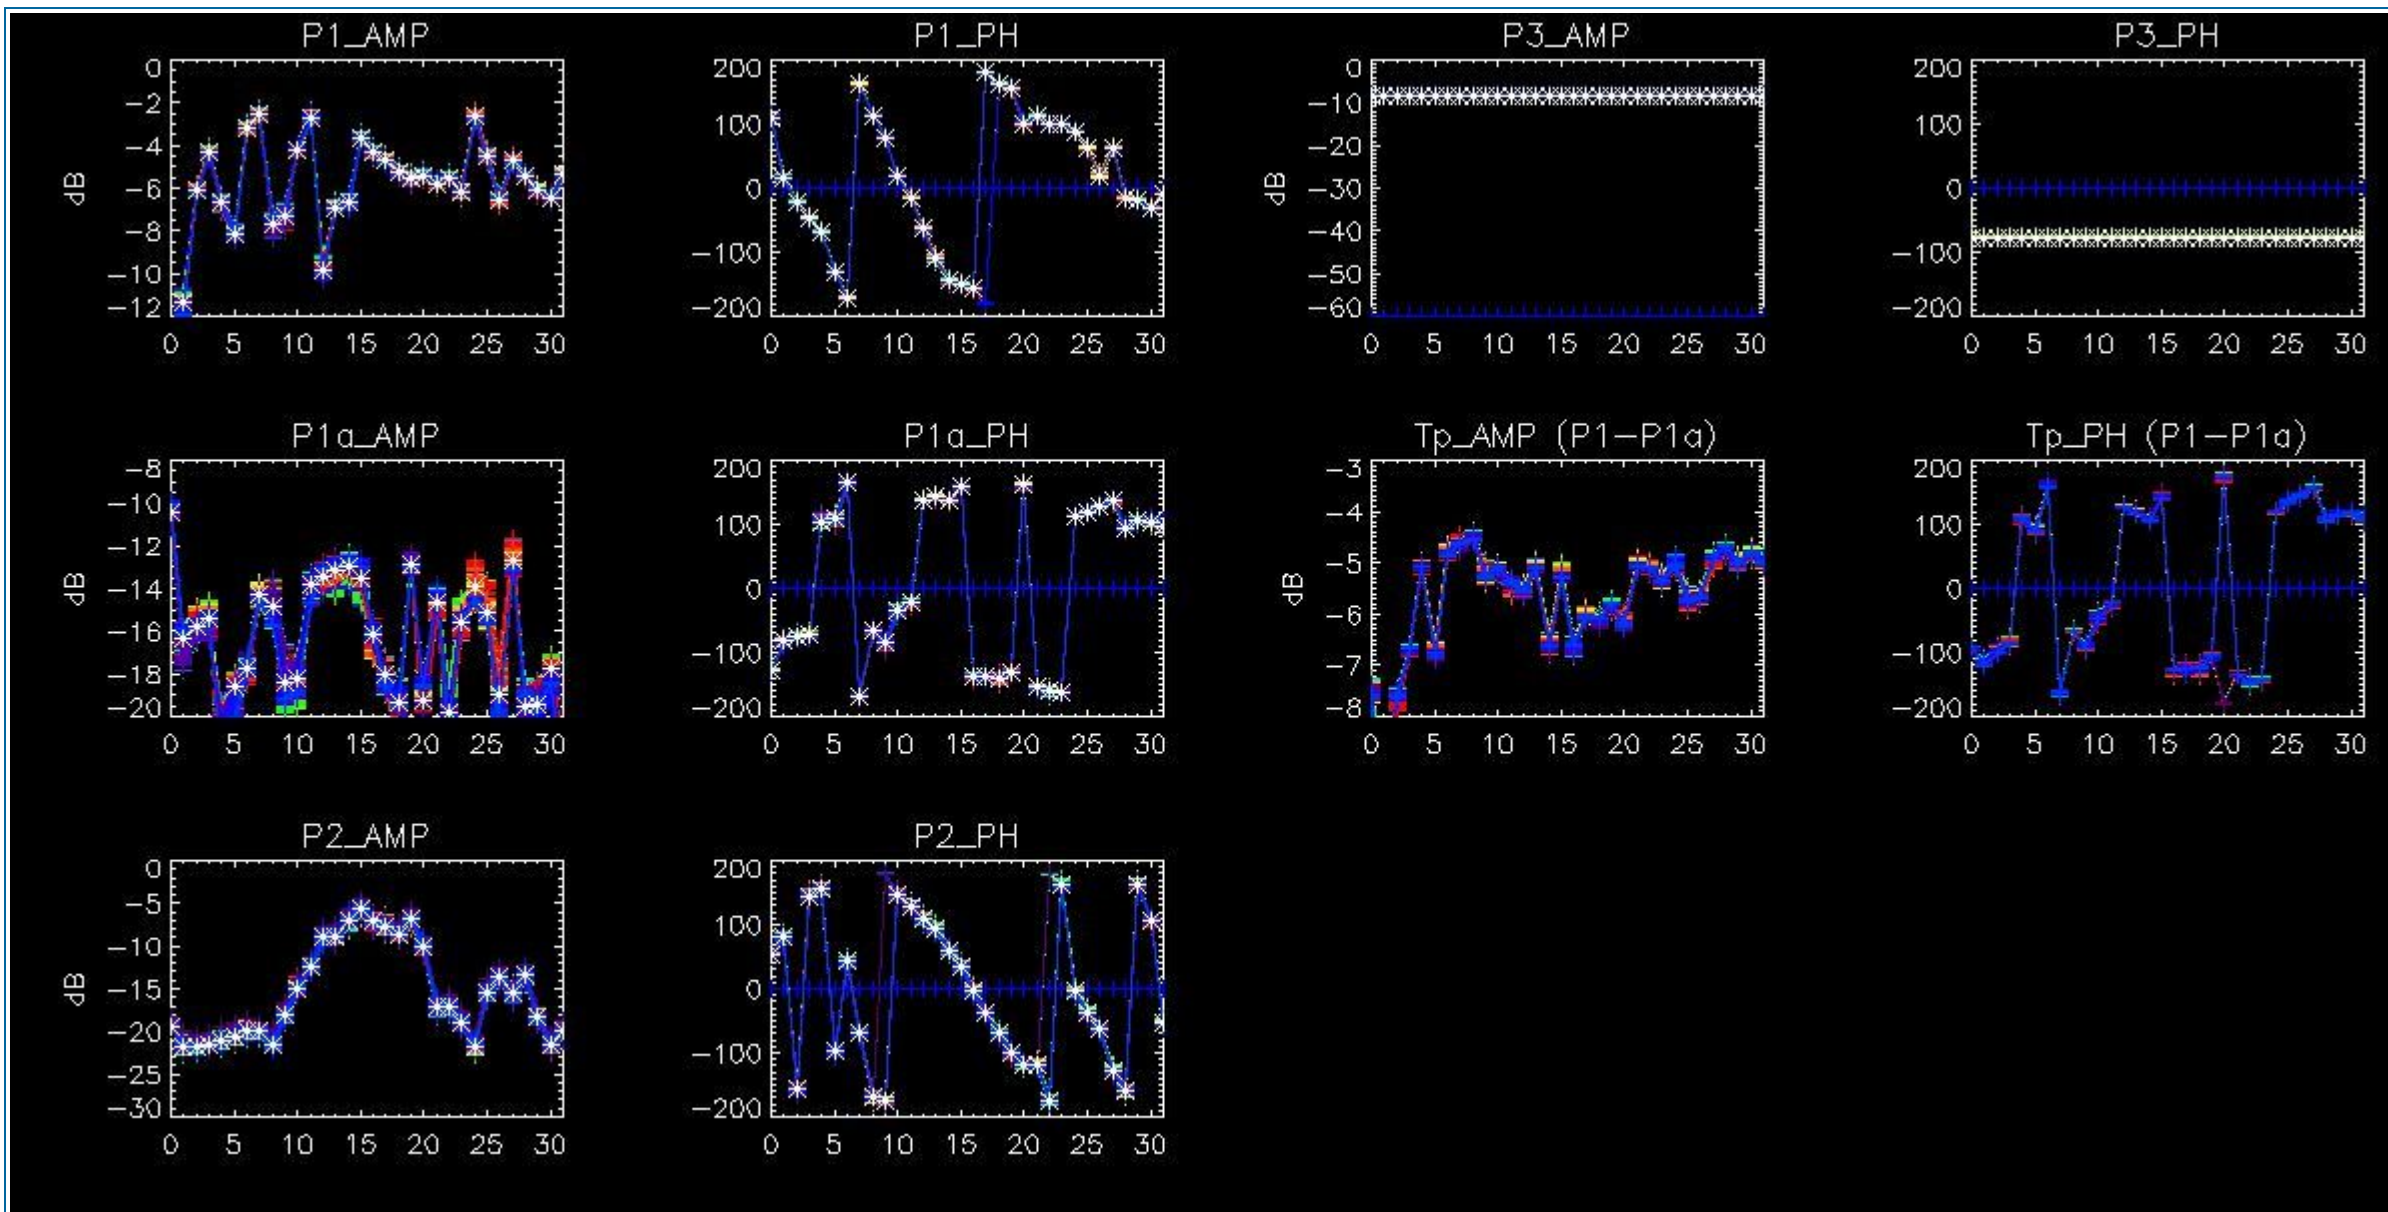 P1_AMP
dB
0
−2
−4
−6
−8
−10
−12
0 5 10 15 20 25 30
P1_PH
200
100
0
−100
−200
0 5 10 15 20 25 30
P3_AMP
dB
0
−10
−20
−30
−40
−50
−60
0 5 10 15 20 25 30
P3_PH
200
100
0
−100
−200
0 5 10 15 20 25 30
P1a_AMP
dB
−8
−10
−12
−14
−16
−18
−20
0 5 10 15 20 25 30
P1a_PH
200
100
0
−100
−200
0 5 10 15 20 25 30
Tp_AMP (P1−P1a)
dB
−3
−4
−5
−6
−7
−8
0 5 10 15 20 25 30
Tp_PH (P1−P1a)
200
100
0
−100
−200
0 5 10 15 20 25 30
P2_AMP
dB
0
−5
−10
−15
−20
−25
−30
0 5 10 15 20 25 30
P2_PH
200
100
0
−100
−200
0 5 10 15 20 25 30